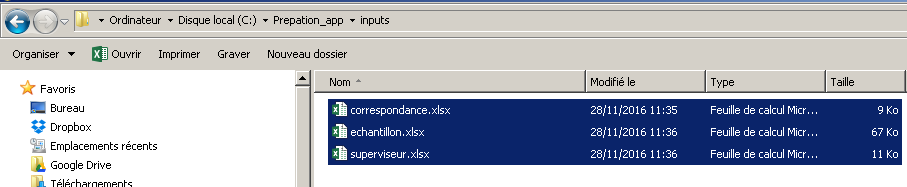 Ordinateur Disque local (C:) Prepation_app inputs
Organiser Ouvrir Imprimer Graver Nouveau dossier
Favoris
Bureau
Dropbox
Emplacements récents
Google Drive
Téléchargements
Nom Modifié le Type Taille
correspondance.xlsx 28/11/2016 11:35 Feuille de calcul Micr... 9 Ko
echantillon.xlsx 28/11/2016 11:36 Feuille de calcul Micr... 67 Ko
superviseur.xlsx 28/11/2016 11:36 Feuille de calcul Micr... 11 Ko